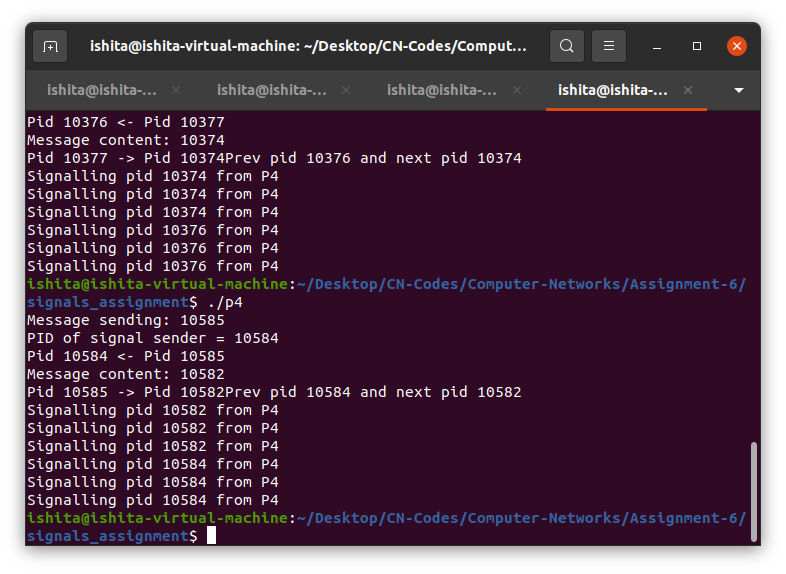 ishita@ishita-virtual-machine: ~/Desktop/CN-Codes/Comput...
ishita@ishita-... ishita@ishita-... ishita@ishita-... ishita@ishita-...
Pid 10376 <- Pid 10377
Message content: 10374
Pid 10377 -> Pid 10374Prev pid 10376 and next pid 10374
Signalling pid 10374 from P4
Signalling pid 10374 from P4
Signalling pid 10374 from P4
Signalling pid 10376 from P4
Signalling pid 10376 from P4
Signalling pid 10376 from P4
ishita@ishita-virtual-machine:~/Desktop/CN-Codes/Computer-Networks/Assignment-6/
signals_assignment$ ./p4
Message sending: 10585
PID of signal sender = 10584
Pid 10584 <- Pid 10585
Message content: 10582
Pid 10585 -> Pid 10582Prev pid 10584 and next pid 10582
Signalling pid 10582 from P4
Signalling pid 10582 from P4
Signalling pid 10582 from P4
Signalling pid 10584 from P4
Signalling pid 10584 from P4
Signalling pid 10584 from P4
ishita@ishita-virtual-machine:~/Desktop/CN-Codes/Computer-Networks/Assignment-6/
signals_assignment$